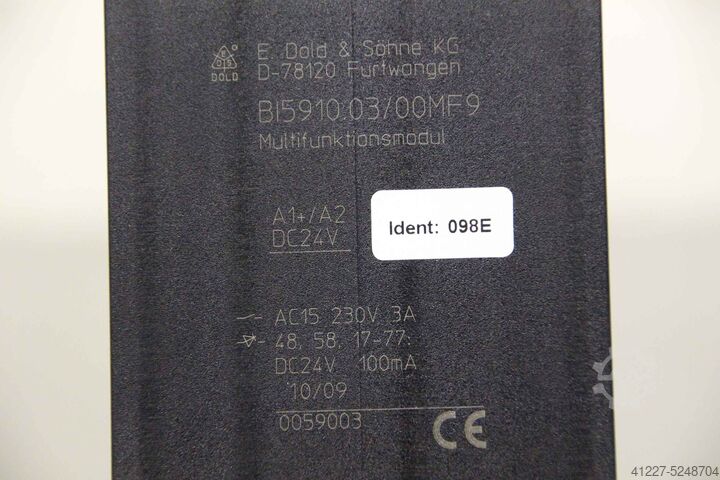 E. Dold & Söhne KG
D-78120 Furtwangen
E
D S
DOLD
BI5910.03/00MF9
Multifunktionsmodul
A1+/A2
DC24V
Ident: 098E
AC15 230V 3A
48, 58, 17-77:
DC24V 100mA
10/09
0059003
CE
41227-5248704